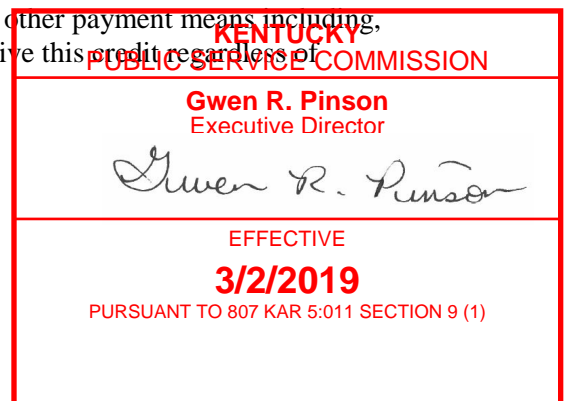 other payment means including,
ive this credit regardless of
KENTUCKY
PUBLIC SERVICE COMMISSION
Gwen R. Pinson
Executive Director
Gwen R. Pinson
EFFECTIVE
3/2/2019
PURSUANT TO 807 KAR 5:011 SECTION 9 (1)